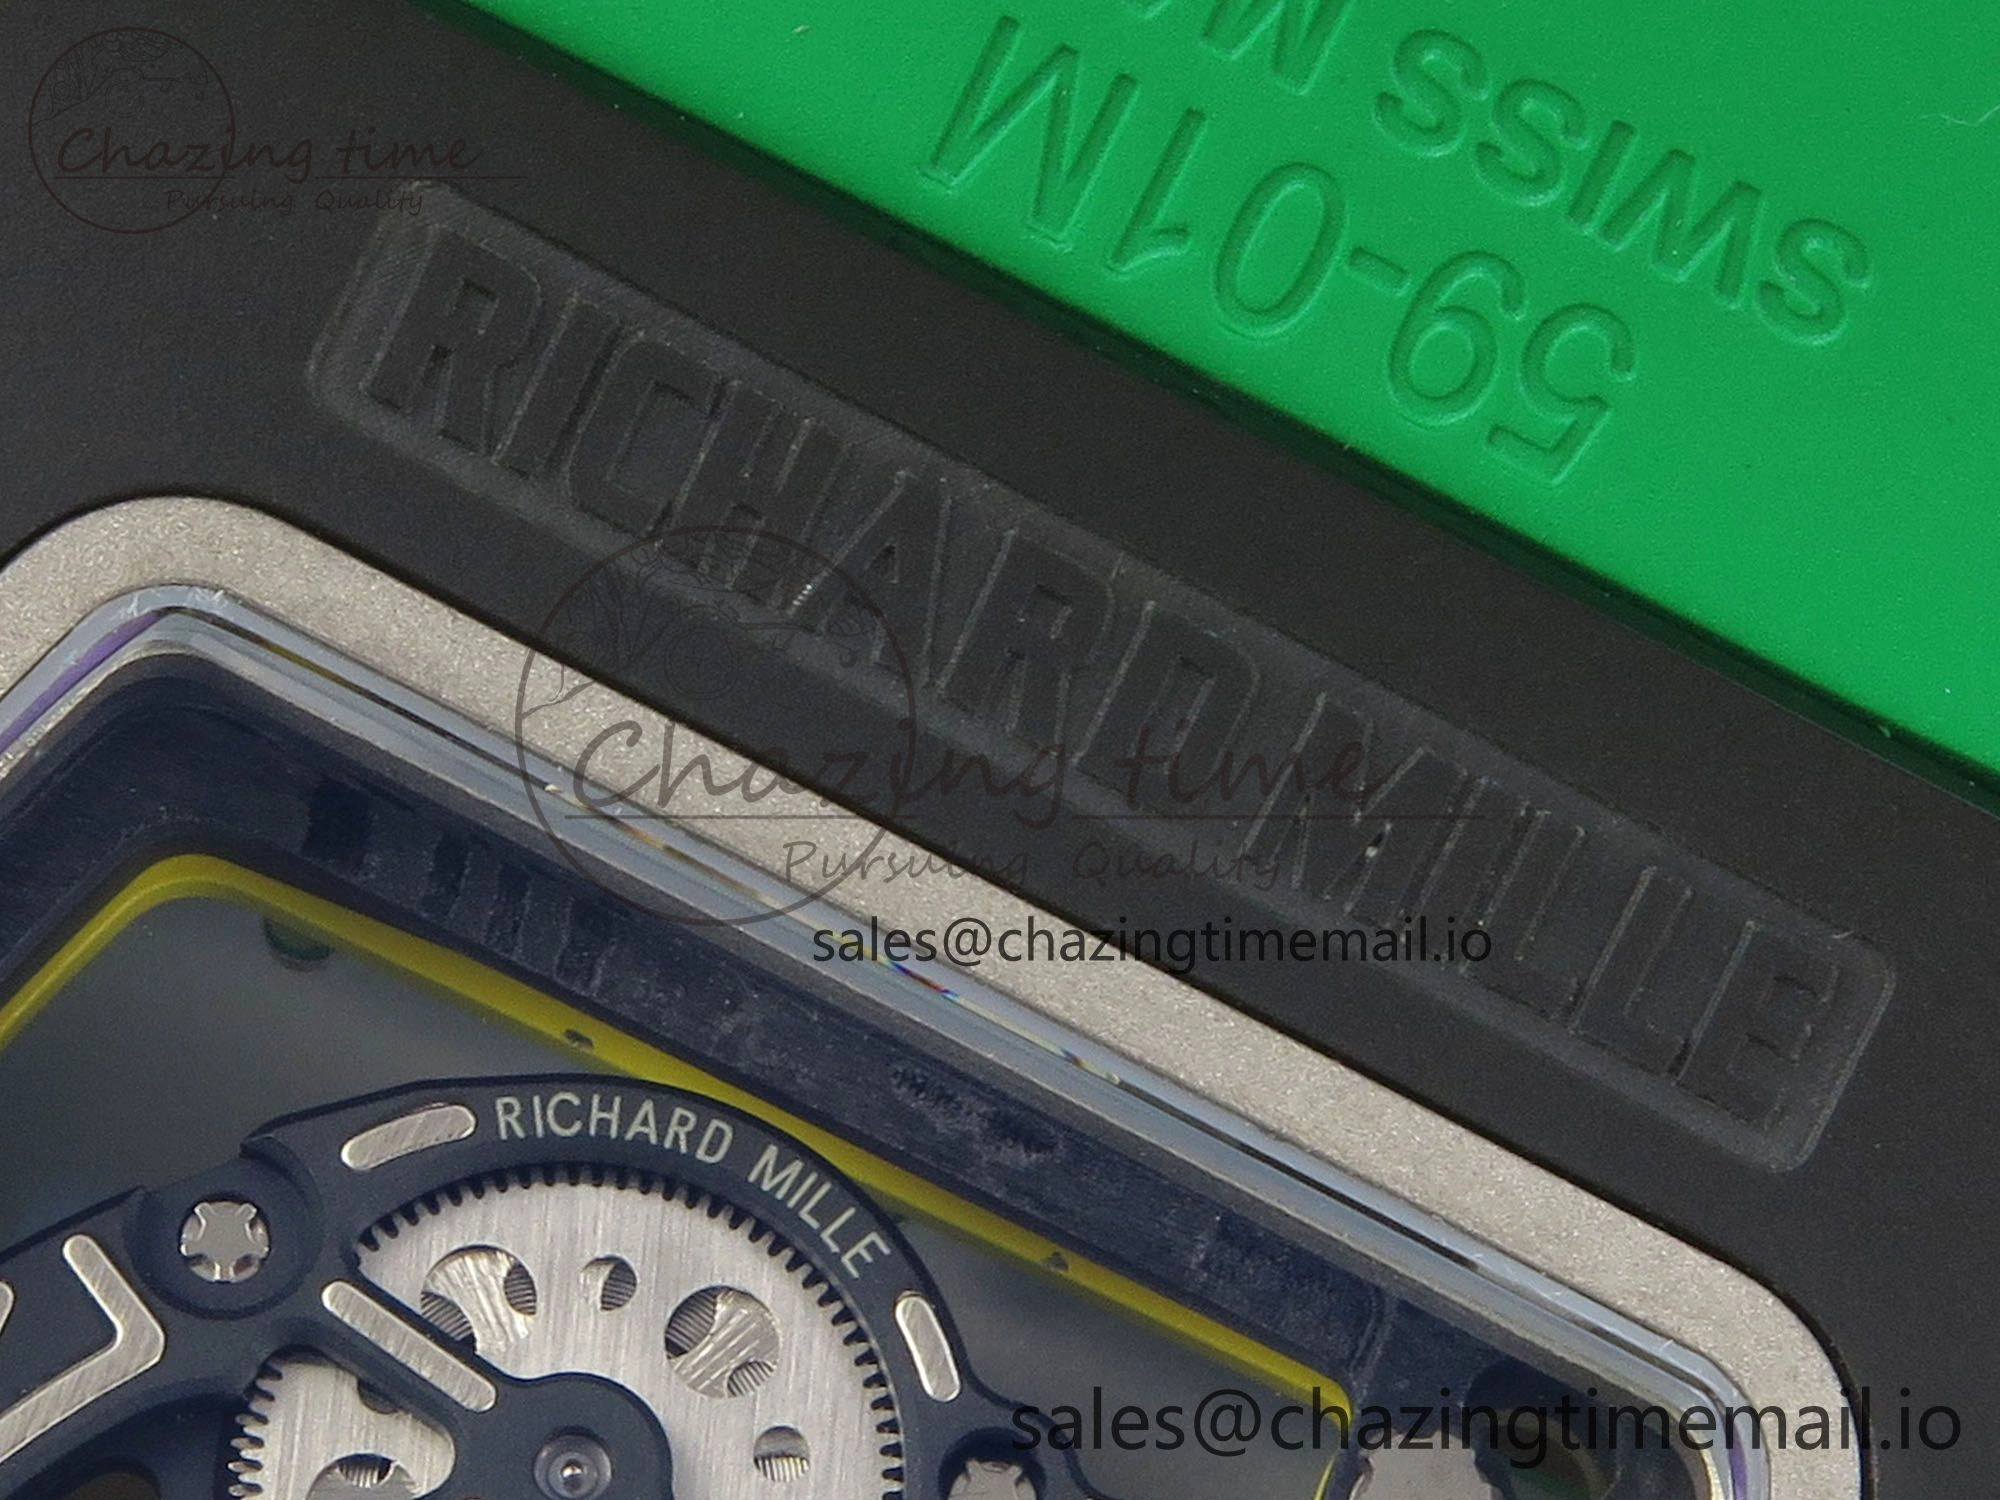 Chazing time
Pursuing Quality
SWISS MA
59-01M
RICHARD MILLE
Chazing time
Pursuing Quality
sales@chazingtimemail.io
RICHARD MILLE
sales@chazingtimemail.io